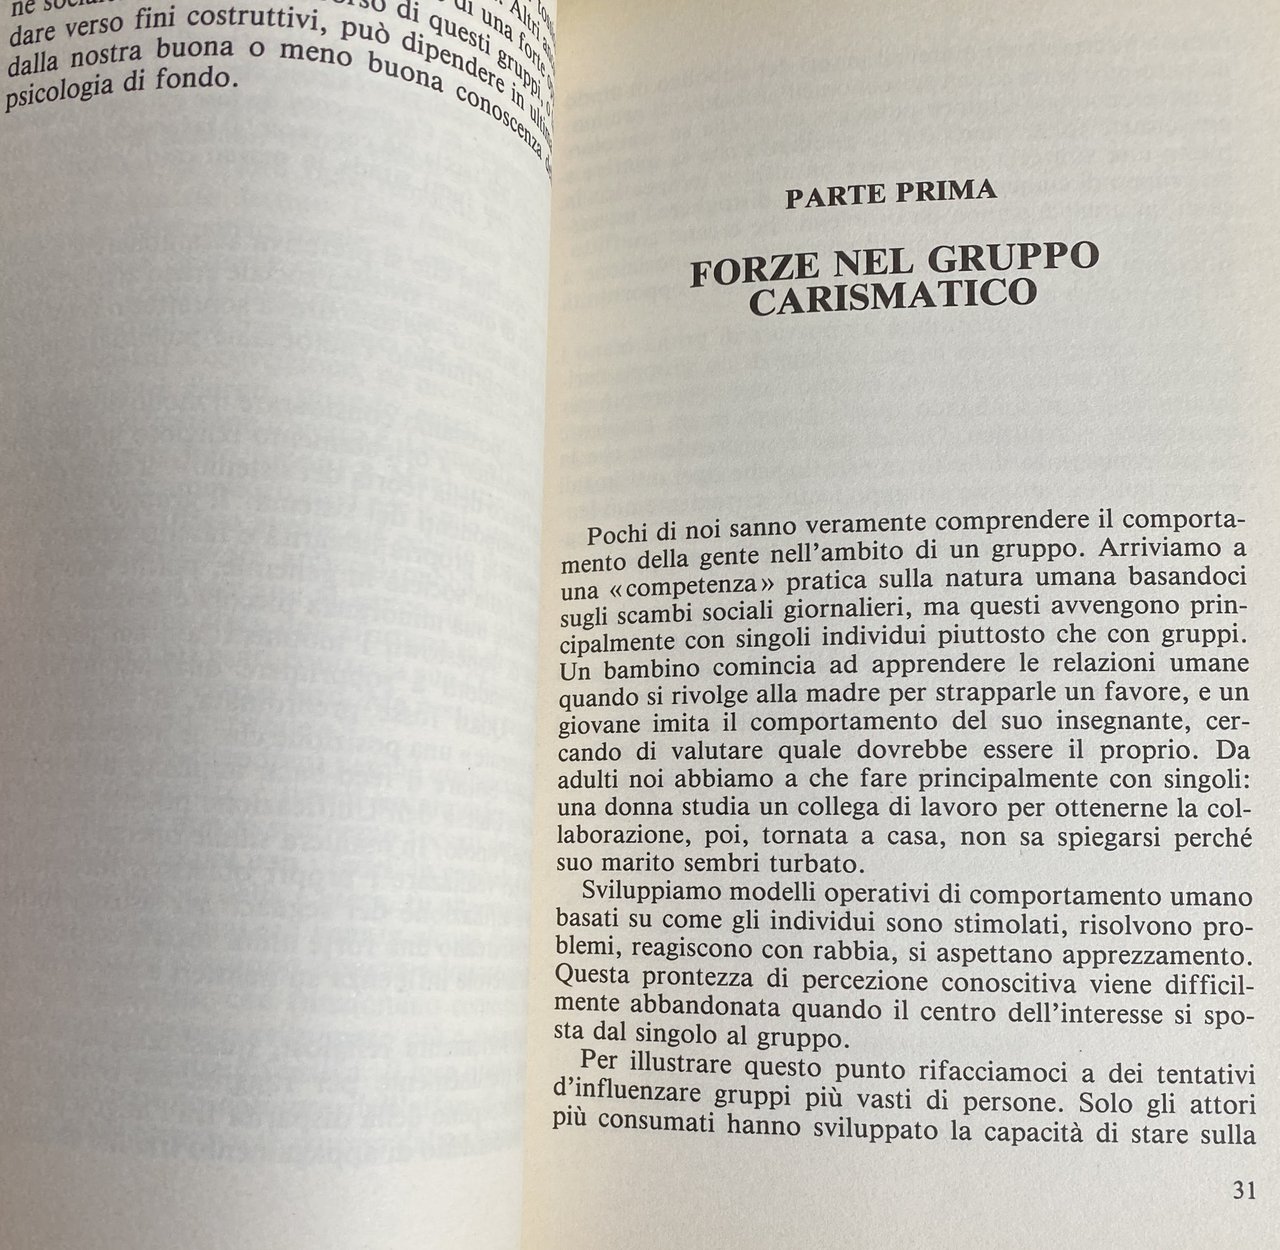 dare verso fini costruttivi, può dipendere in
dalla nostra buona o meno buona conoscenza
psicologia di fondo.
PARTE PRIMA
FORZE NEL GRUPPO
CARISMATICO
Pochi di noi sanno veramente comprendere il comporta-
mento della gente nell'ambito di un gruppo. Arriviamo a
una «competenza» pratica sulla natura umana basandoci
sugli scambi sociali giornalieri, ma questi avvengono prin-
cipalmente con singoli individui piuttosto che con gruppi.
Un bambino comincia ad apprendere le relazioni umane
quando si rivolge alla madre per strapparle un favore, e un
giovane imita il comportamento del suo insegnante, cer-
cando di valutare quale dovrebbe essere il proprio. Da
adulti noi abbiamo a che fare principalmente con singoli:
una donna studia un collega di lavoro per ottenerne la col-
laborazione, poi, tornata a casa, non sa spiegarsi perché
suo marito sembri turbato.
Sviluppiamo modelli operativi di comportamento umano
basati su come gli individui sono stimolati, risolvono pro-
blemi, reagiscono con rabbia, si aspettano apprezzamento.
Questa prontezza di percezione conoscitiva viene difficil-
mente abbandonata quando il centro dell'interesse si spo-
sta dal singolo al gruppo.
Per illustrare questo punto rifacciamoci a dei tentativi
d'influenzare gruppi più vasti di persone. Solo gli attori
più consumati hanno sviluppato la capacità di stare sulla
31